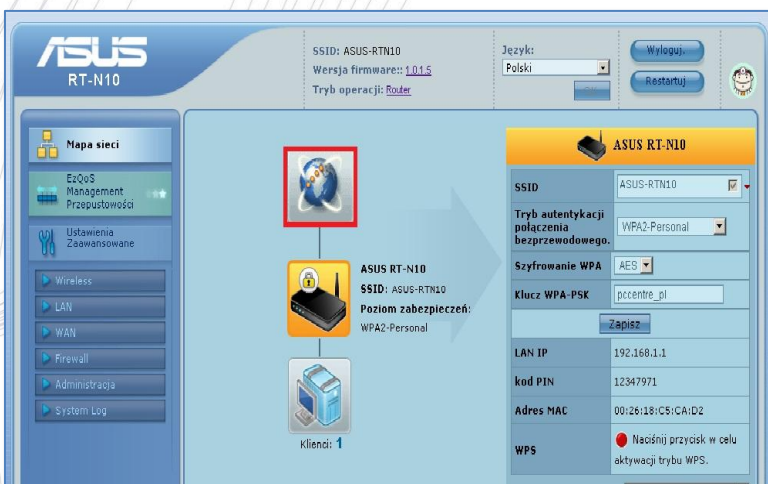 ASUS
RT-N10
SSID: ASUS-RTN10
Wersja firmware:: 1.0.1.5
Tryb operacji: Router
Język:
Polski
Wyloguj.
Restartuj
Mapa sieci
EzQoS
Management
Przepustowości
Ustawienia
Zaawansowane
Wireless
LAN
WAN
Firewall
Administracja
System Log
ASUS RT-N10
SSID: ASUS-RTN10
Poziom zabezpieczeń:
WPA2-Personal
Klienci: 1
ASUS RT-N10
SSID ASUS-RTN10
Tryb autentykacji
połączenia
bezprzewodowego.
WPA2-Personal
Szyfrowanie WPA AES
Klucz WPA-PSK pccentre_pl
Zapisz
LAN IP 192.168.1.1
kod PIN 12347971
Adres MAC 00:26:18:C5:CA:D2
WPS
Naciśnij przycisk w celu
aktywacji trybu WPS.